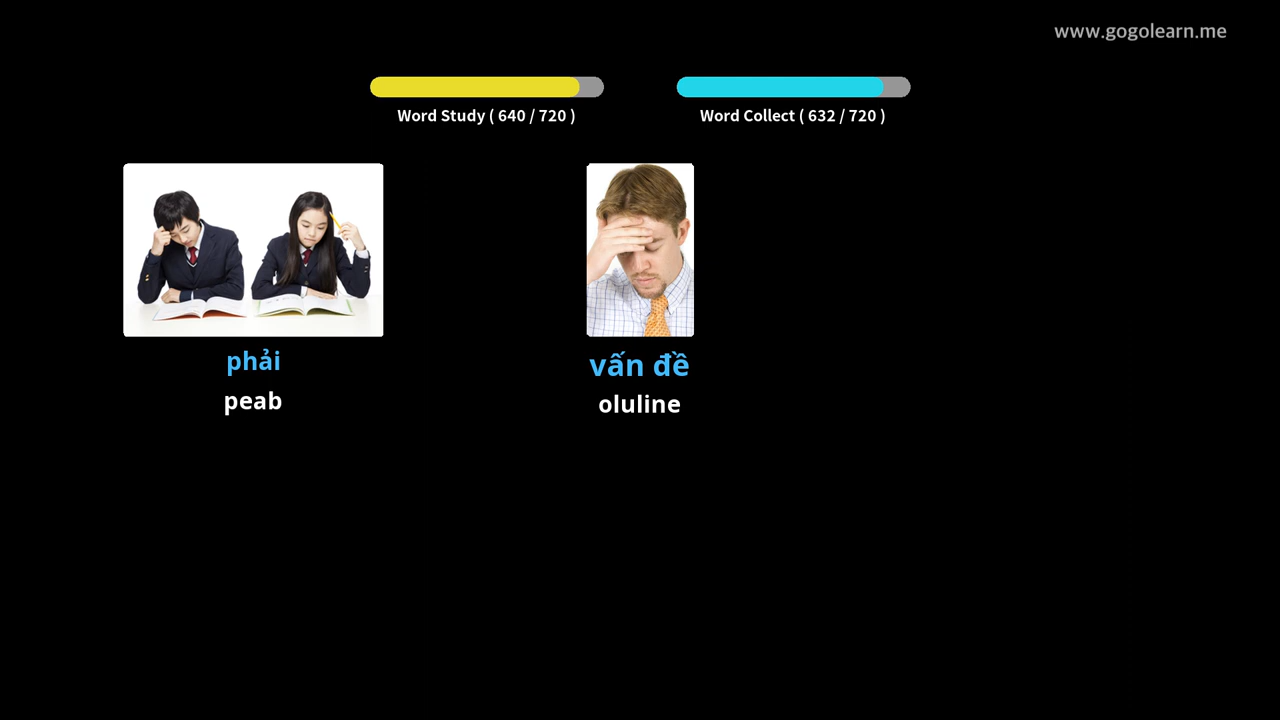 www.gogolearn.me
Word Study ( 640 / 720 )
Word Collect ( 632 / 720 )
phải
peab
vấn đề
oluline